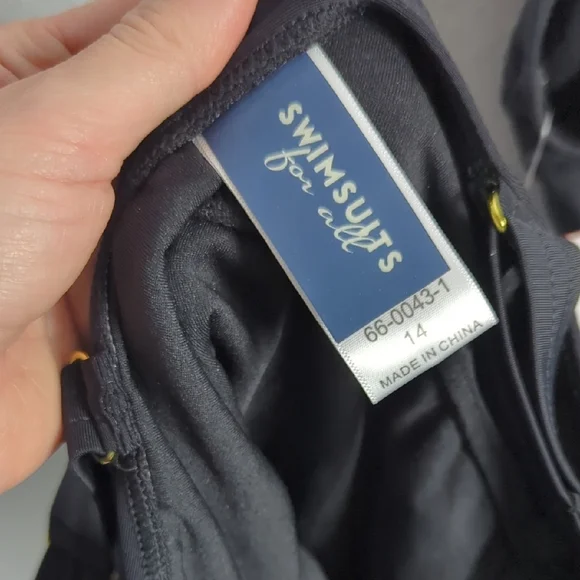 SWIMSUITS
for all
66-0043-1
14
MADE IN CHINA